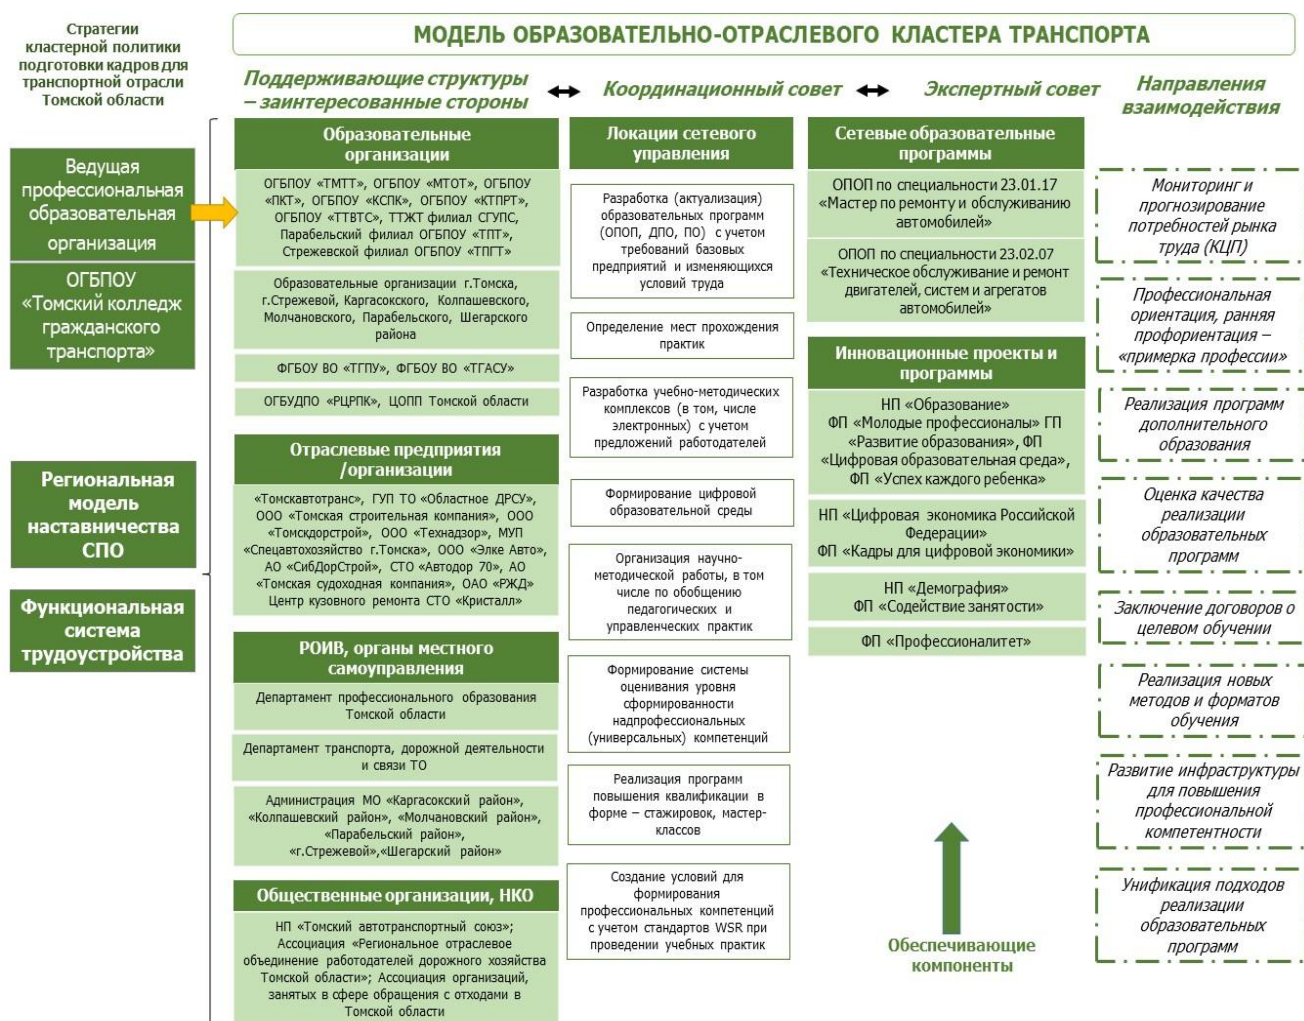 Стратегии
кластерной политики
подготовки кадров для
транспортной отрасли
Томской области
МОДЕЛЬ ОБРАЗОВАТЕЛЬНО-ОТРАСЛЕВОГО КЛАСТЕРА ТРАНСПОРТА
Поддерживающие структуры
– заинтересованные стороны
Координационный совет
Экспертный совет
Направления
взаимодействия
Ведущая
профессиональная
образовательная
организация
ОГБПОУ
«Томский колледж
гражданского
транспорта»
Региональная
модель
наставничества
СПО
Функциональная
система
трудоустройства
Образовательные
организации
ОГБПОУ «ТМТТ», ОГБПОУ «МТОТ», ОГБПОУ
«ПКТ», ОГБПОУ «КСПК», ОГБПОУ «КТПРТ»,
ОГБПОУ «ТТВТС», ТТЖТ филиал СГУПС,
Парабельский филиал ОГБПОУ «ТПТ»,
Стрежевской филиал ОГБПОУ «ТПГТ»
Образовательные организации г.Томска,
г.Стрежевой, Каргасокского, Колпашевского,
Молчановского, Парабельского, Шегарского
района
ФГБОУ ВО «ТГПУ», ФГБОУ ВО «ТГАСУ»
ОГБУДПО «РЦРПК», ЦОПП Томской области
Отраслевые предприятия
/организации
«Томскавтотранс», ГУП ТО «Областное ДРСУ»,
ООО «Томская строительная компания», ООО
«Томскдорстрой», ООО «Технадзор», МУП
«Спецавтохозяйство г.Томска», ООО «Элке Авто»,
АО «СибДорСтрой», СТО «Автодор 70», АО
«Томская судоходная компания», ОАО «РЖД»
Центр кузовного ремонта СТО «Кристалл»
РОИВ, органы местного
самоуправления
Департамент профессионального образования
Томской области
Департамент транспорта, дорожной деятельности
и связи ТО
Администрация МО «Каргасокский район»,
«Колпашевский район», «Молчановский район»,
«Парабельский район»,
«г.Стрежевой»,«Шегарский район»
Общественные организации, НКО
НП «Томский автотранспортный союз»;
Ассоциация «Региональное отраслевое
объединение работодателей дорожного хозяйства
Томской области»; Ассоциация организаций,
занятых в сфере обращения с отходами в
Томской области
Локации сетевого
управления
Разработка (актуализация)
образовательных программ
(ОПОП, ДПО, ПО) с учетом
требований базовых
предприятий и изменяющихся
условий труда
Определение мест прохождения
практик
Разработка учебно-методических
комплексов (в том, числе
электронных) с учетом
предложений работодателей
Формирование цифровой
образовательной среды
Организация научно-
методической работы, в том
числе по обобщению
педагогических и
управленческих практик
Формирование системы
оценивания уровня
сформированности
надпрофессиональных
(универсальных) компетенций
Реализация программ
повышения квалификации в
форме – стажировок, мастер-
классов
Создание условий для
формирования
профессиональных компетенций
с учетом стандартов WSR при
проведении учебных практик
Сетевые образовательные
программы
ОПОП по специальности 23.01.17
«Мастер по ремонту и обслуживанию
автомобилей»
ОПОП по специальности 23.02.07
«Техническое обслуживание и ремонт
двигателей, систем и агрегатов
автомобилей»
Инновационные проекты и
программы
НП «Образование»
ФП «Молодые профессионалы» ГП
«Развитие образования», ФП
«Цифровая образовательная среда»,
ФП «Успех каждого ребенка»
НП «Цифровая экономика Российской
Федерации»
ФП «Кадры для цифровой экономики»
НП «Демография»
ФП «Содействие занятости»
ФП «Профессионалитет»
Обеспечивающие
компоненты
Мониторинг и
прогнозирование
потребностей рынка
труда (КЦП)
Профессиональная
ориентация, ранняя
профориентация –
«примерка профессии»
Реализация программ
дополнительного
образования
Оценка качества
реализации
образовательных
программ
Заключение договоров о
целевом обучении
Реализация новых
методов и форматов
обучения
Развитие инфраструктуры
для повышения
профессиональной
компетентности
Унификация подходов
реализации
образовательных
программ